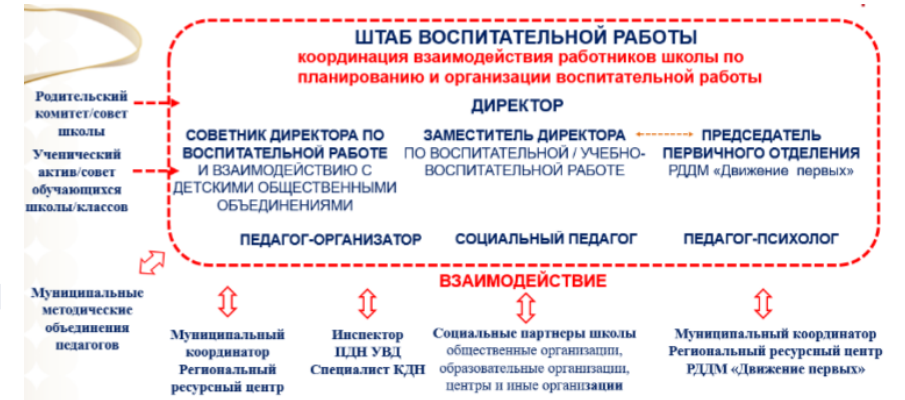 ШТАБ ВОСПИТАТЕЛЬНОЙ РАБОТЫ
координация взаимодействия работников школы по
планированию и организации воспитательной работы
ДИРЕКТОР
Родительский
комитет/совет
школы
Ученический
актив/совет
обучающихся
школы/классов
СОВЕТНИК ДИРЕКТОРА ПО
ВОСПИТАТЕЛЬНОЙ РАБОТЕ
И ВЗАИМОДЕЙСТВИЮ С
ДЕТСКИМИ ОБЩЕСТВЕННЫМИ
ОБЪЕДИНЕНИЯМИ
ЗАМЕСТИТЕЛЬ ДИРЕКТОРА
ПО ВОСПИТАТЕЛЬНОЙ / УЧЕБНО-
ВОСПИТАТЕЛЬНОЙ РАБОТЕ
ПРЕДСЕДАТЕЛЬ
ПЕРВИЧНОГО ОТДЕЛЕНИЯ
РДДМ «Движение первых»
ПЕДАГОГ-ОРГАНИЗАТОР
СОЦИАЛЬНЫЙ ПЕДАГОГ
ПЕДАГОГ-ПСИХОЛОГ
ВЗАИМОДЕЙСТВИЕ
Муниципальные
методические
объединения
педагогов
Муниципальный
координатор
Региональный
ресурсный центр
Инспектор
ПДН УВД
Специалист КДН
Социальные партнеры школы
общественные организации,
образовательные организации,
центры и иные организации
Муниципальный координатор
Региональный ресурсный центр
РДДМ «Движение первых»